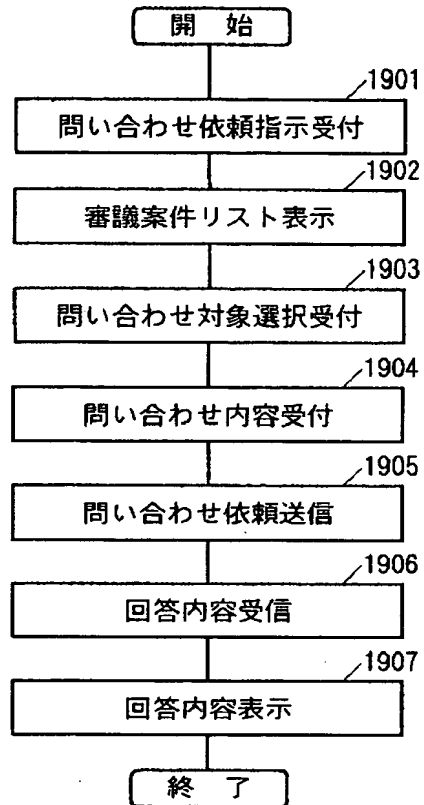 開 始
1901
問い合わせ依頼指示受付
1902
審議案件リスト表示
1903
問い合わせ対象選択受付
1904
問い合わせ内容受付
1905
問い合わせ依頼送信
1906
回答内容受信
1907
回答内容表示
終 了